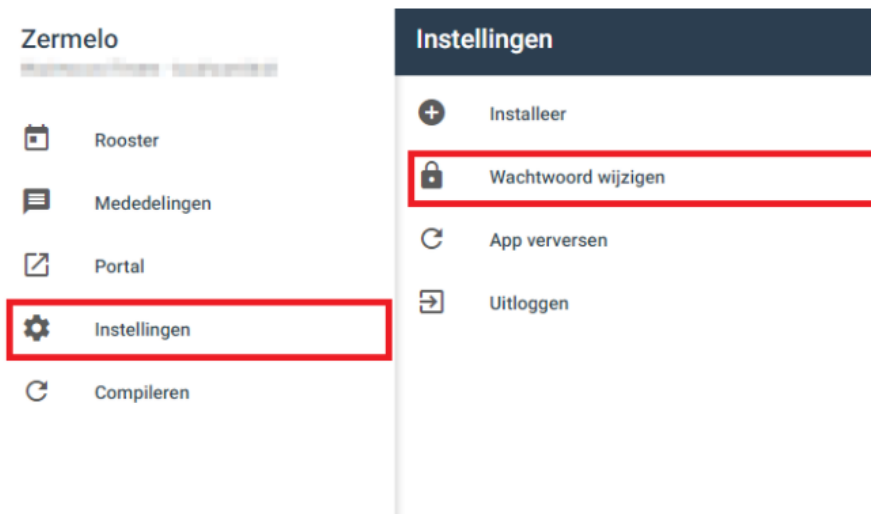 Zermelo
Rooster
Mededelingen
Portal
Instellingen
Compileren
Instellingen
Installeer
Wachtwoord wijzigen
App verversen
Uitloggen